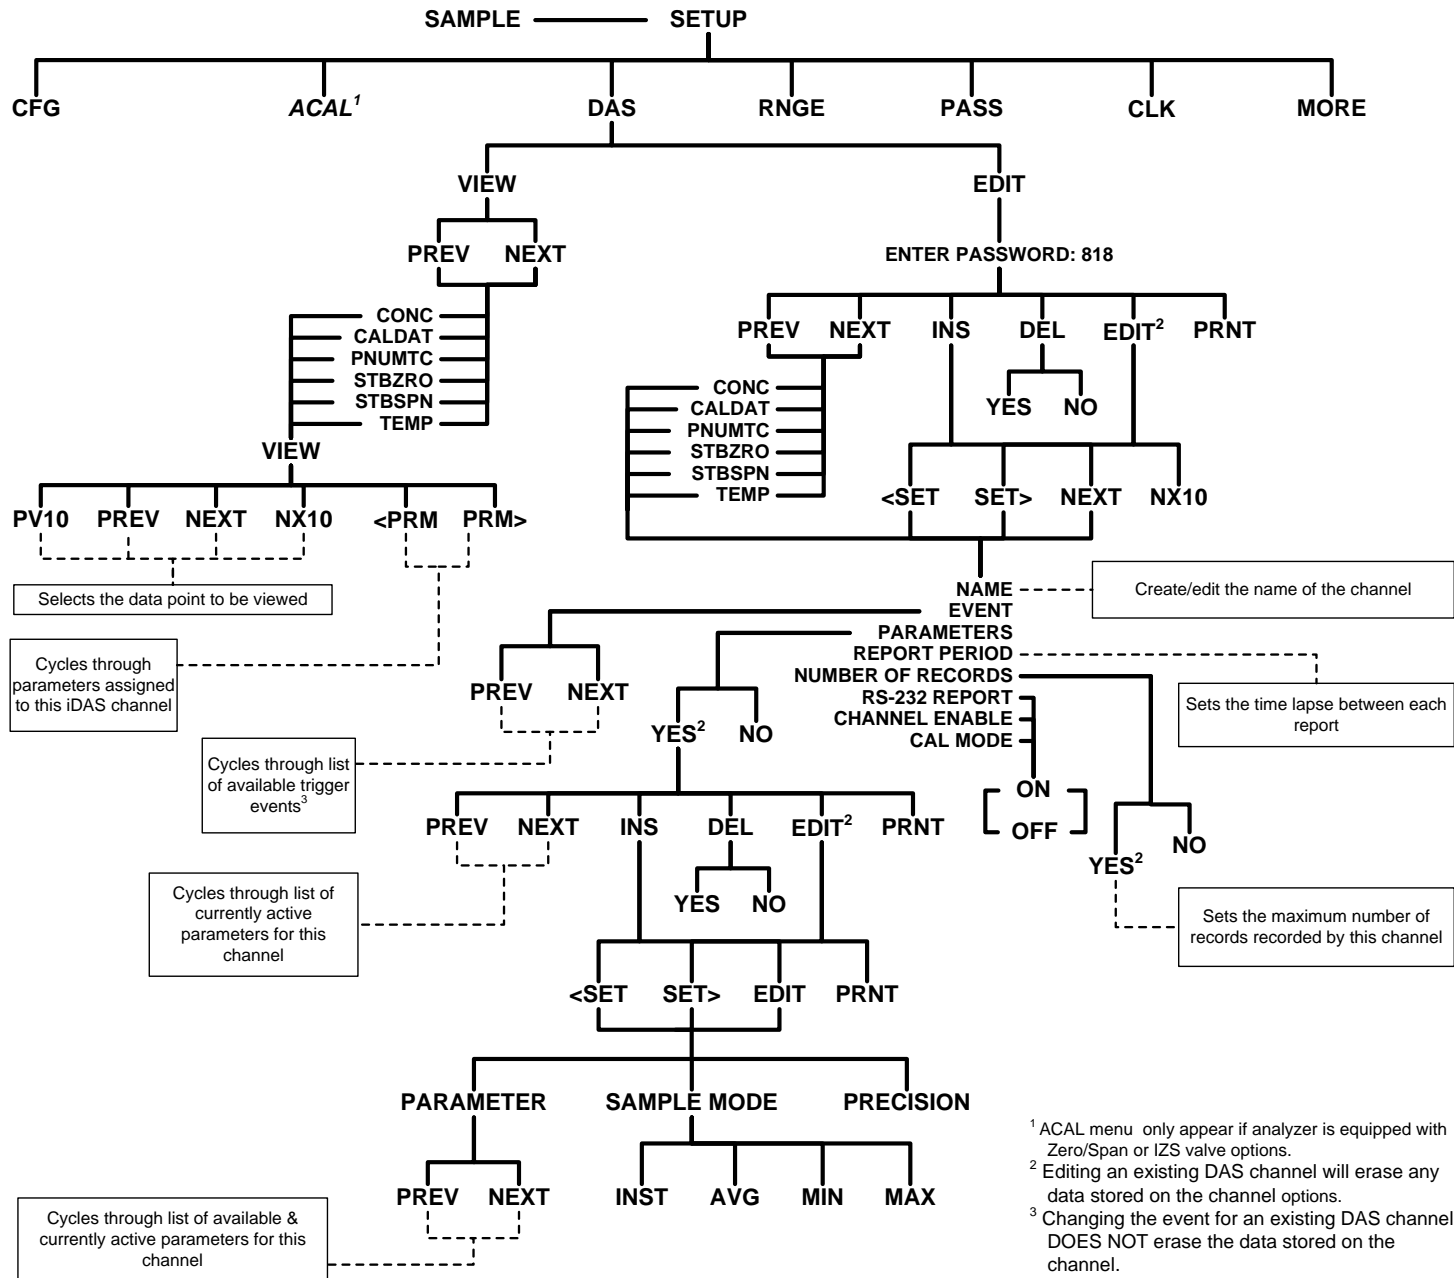 SAMPLE SETUP
CFG ACAL¹ DAS RNGE PASS CLK MORE
VIEW EDIT
PREV NEXT ENTER PASSWORD: 818
CONC
CALDAT
PNUMTC
STBZRO
STBSPN
TEMP
PREV NEXT INS DEL EDIT² PRNT
YES NO
CONC
CALDAT
PNUMTC
STBZRO
STBSPN
TEMP
VIEW
PV10 PREV NEXT NX10 <PRM PRM>
<SET SET> NEXT NX10
Selects the data point to be viewed
Cycles through
parameters assigned
to this iDAS channel
NAME
EVENT
PARAMETERS
REPORT PERIOD
NUMBER OF RECORDS
RS-232 REPORT
CHANNEL ENABLE
CAL MODE
Create/edit the name of the channel
Sets the time lapse between each
report
PREV NEXT
Cycles through list
of available trigger
events³
YES² NO
ON
OFF
YES² NO
Sets the maximum number of
records recorded by this channel
PREV NEXT INS DEL EDIT² PRNT
Cycles through list of
currently active
parameters for this
channel
YES NO
<SET SET> EDIT PRNT
PARAMETER SAMPLE MODE PRECISION
PREV NEXT INST AVG MIN MAX
Cycles through list of available &
currently active parameters for this
channel
¹ ACAL menu only appear if analyzer is equipped with
Zero/Span or IZS valve options.
² Editing an existing DAS channel will erase any
data stored on the channel options.
³ Changing the event for an existing DAS channel
DOES NOT erase the data stored on the
channel.